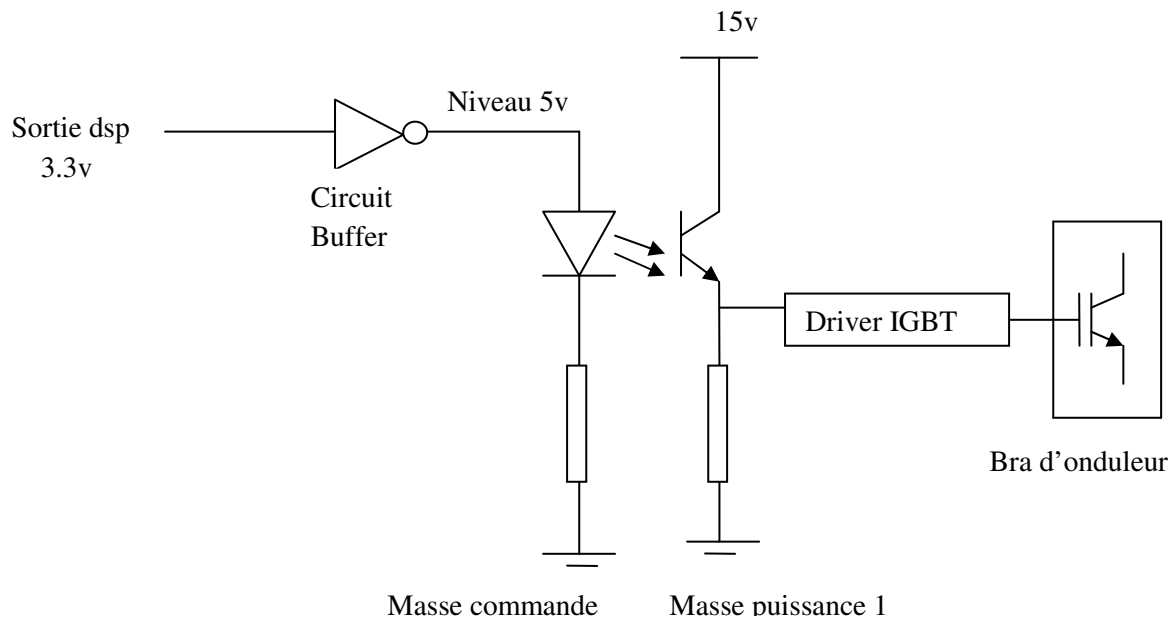 15v
Niveau 5v
Sortie dsp
3.3v
Circuit
Buffer
Driver IGBT
Bra d'onduleur
Masse commande
Masse puissance 1